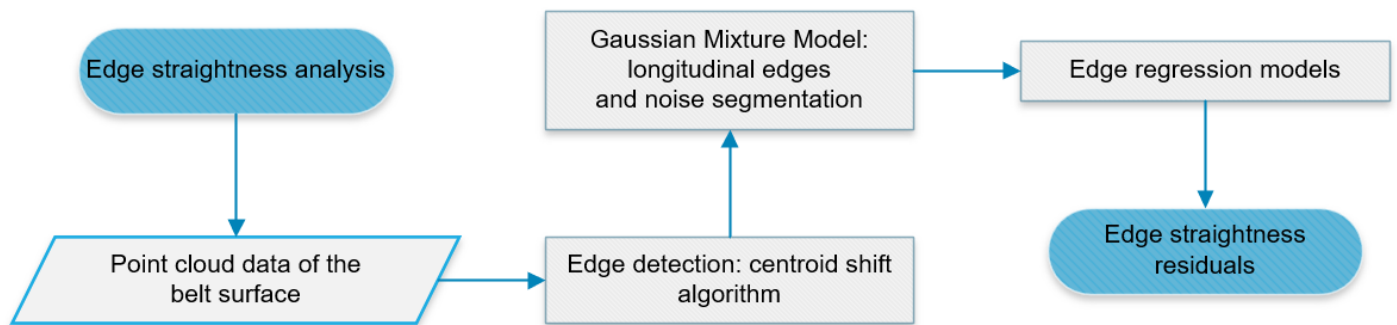 Edge straightness analysis
Point cloud data of the
belt surface
Edge detection: centroid shift
algorithm
Gaussian Mixture Model:
longitudinal edges
and noise segmentation
Edge regression models
Edge straightness
residuals